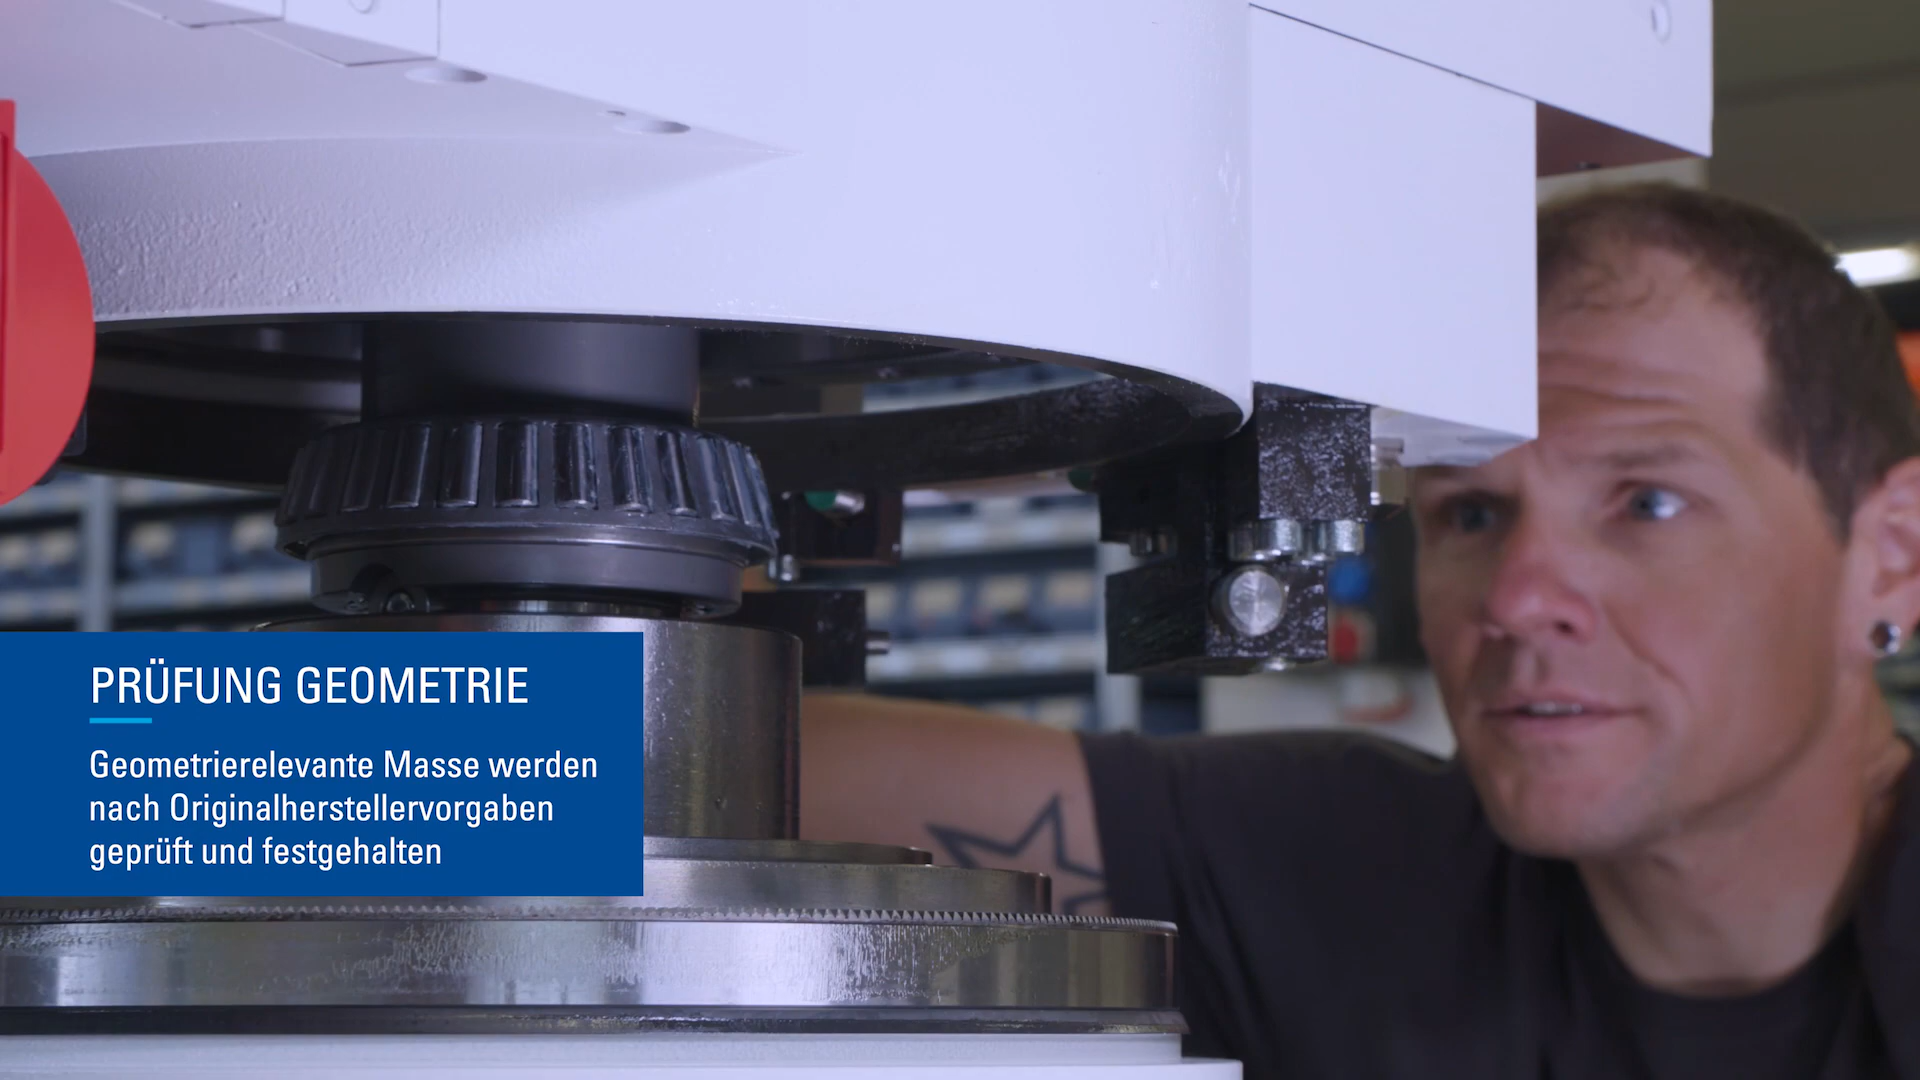 PRÜFUNG GEOMETRIE
Geometrierelevante Masse werden
nach Originalherstellervorgaben
geprüft und festgehalten